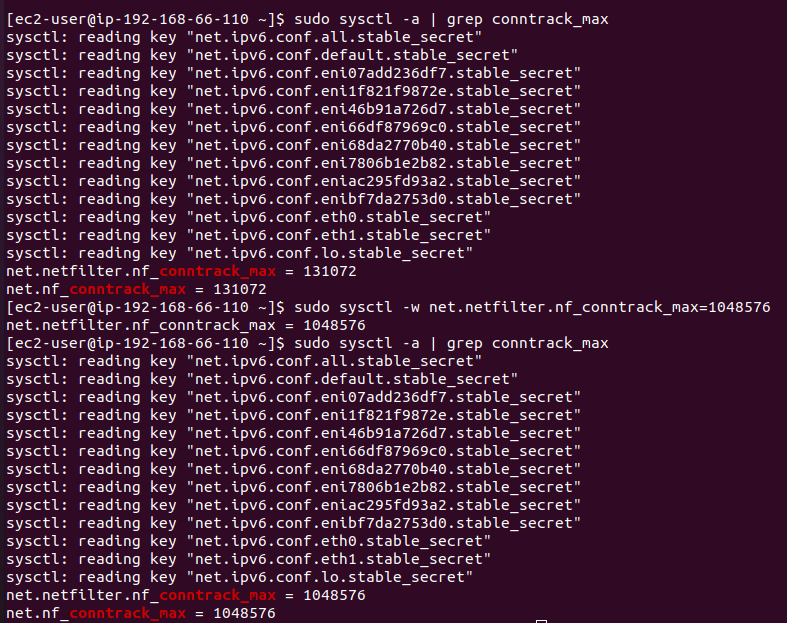 [ec2-user@ip-192-168-66-110 ~]$ sudo sysctl -a | grep conntrack_max
sysctl: reading key "net.ipv6.conf.all.stable_secret"
sysctl: reading key "net.ipv6.conf.default.stable_secret"
sysctl: reading key "net.ipv6.conf.eni07add236df7.stable_secret"
sysctl: reading key "net.ipv6.conf.eni1f821f9872e.stable_secret"
sysctl: reading key "net.ipv6.conf.eni46b91a726d7.stable_secret"
sysctl: reading key "net.ipv6.conf.eni66df87969c0.stable_secret"
sysctl: reading key "net.ipv6.conf.eni68da2770b40.stable_secret"
sysctl: reading key "net.ipv6.conf.eni7806b1e2b82.stable_secret"
sysctl: reading key "net.ipv6.conf.eniac295fd93a2.stable_secret"
sysctl: reading key "net.ipv6.conf.enibf7da2753d0.stable_secret"
sysctl: reading key "net.ipv6.conf.eth0.stable_secret"
sysctl: reading key "net.ipv6.conf.eth1.stable_secret"
sysctl: reading key "net.ipv6.conf.lo.stable_secret"
net.netfilter.nf_conntrack_max = 131072
net.nf_conntrack_max = 131072
[ec2-user@ip-192-168-66-110 ~]$ sudo sysctl -w net.netfilter.nf_conntrack_max=1048576
net.netfilter.nf_conntrack_max = 1048576
[ec2-user@ip-192-168-66-110 ~]$ sudo sysctl -a | grep conntrack_max
sysctl: reading key "net.ipv6.conf.all.stable_secret"
sysctl: reading key "net.ipv6.conf.default.stable_secret"
sysctl: reading key "net.ipv6.conf.eni07add236df7.stable_secret"
sysctl: reading key "net.ipv6.conf.eni1f821f9872e.stable_secret"
sysctl: reading key "net.ipv6.conf.eni46b91a726d7.stable_secret"
sysctl: reading key "net.ipv6.conf.eni66df87969c0.stable_secret"
sysctl: reading key "net.ipv6.conf.eni68da2770b40.stable_secret"
sysctl: reading key "net.ipv6.conf.eni7806b1e2b82.stable_secret"
sysctl: reading key "net.ipv6.conf.eniac295fd93a2.stable_secret"
sysctl: reading key "net.ipv6.conf.enibf7da2753d0.stable_secret"
sysctl: reading key "net.ipv6.conf.eth0.stable_secret"
sysctl: reading key "net.ipv6.conf.eth1.stable_secret"
sysctl: reading key "net.ipv6.conf.lo.stable_secret"
net.netfilter.nf_conntrack_max = 1048576
net.nf_conntrack_max = 1048576